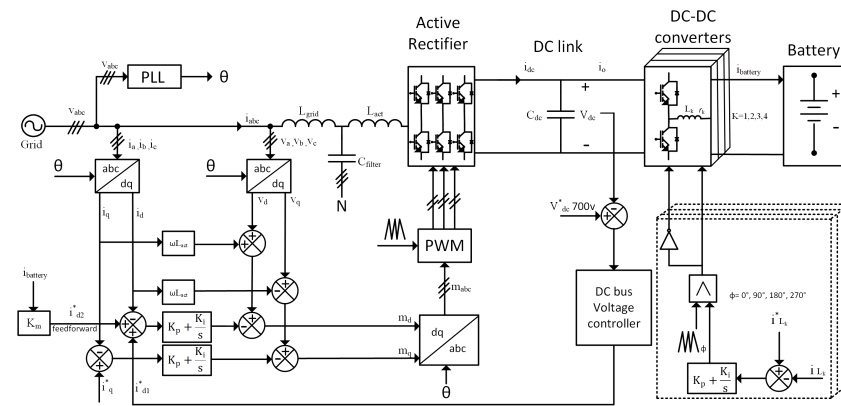 Active
Rectifier
DC-DC
converters
DC link
Battery
V_abc
PLL
θ
i_dc
i_o
i_battery
V_abc
i_abc
L_grid
L_act
+
C_dc
V_dc
-
L_k r_k
K=1,2,3,4
+
-
Grid
i_a ,i_b ,i_c
V_a ,V_b ,V_c
C_filter
N
θ
abc
dq
θ
abc
dq
i_q
i_d
V_d
V_q
V*_dc 700v
PWM
ωL_act
ωL_act
m_abc
i_battery
K_m
i*_d2
feedforward
K_p + K_i/s
K_p + K_i/s
m_d
m_q
dq
abc
θ
i*_q
i*_d1
DC bus
Voltage
controller
ϕ= 0°, 90°, 180°, 270°
ϕ
i*_Lk
K_p + K_i/s
i_Lk